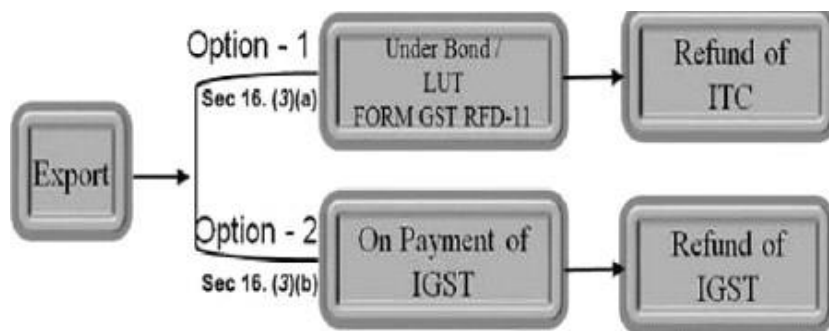 Export
Option - 1
Sec 16. (3)(a)
Under Bond /
LUT
FORM GST RFD-11
Refund of
ITC
Option - 2
Sec 16. (3)(b)
On Payment of
IGST
Refund of
IGST